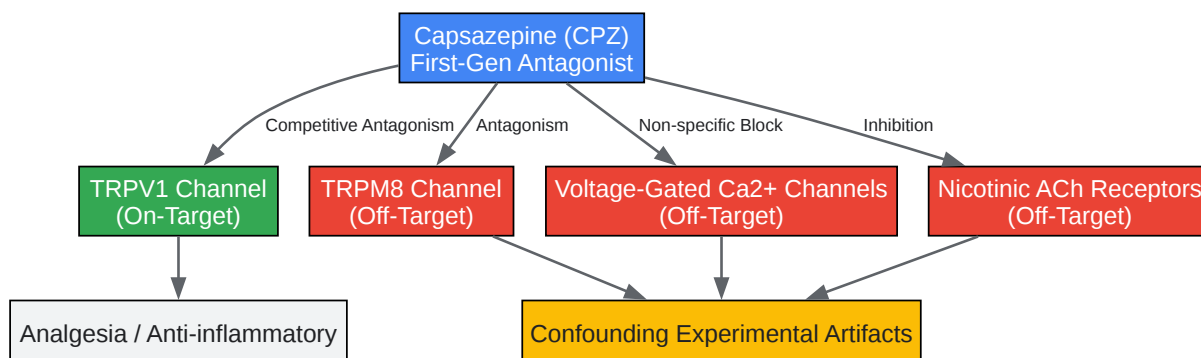 Capsazepine (CPZ)
First-Gen Antagonist
Competitive Antagonism
Antagonism
Non-specific Block
Inhibition
TRPV1 Channel
(On-Target)
TRPM8 Channel
(Off-Target)
Voltage-Gated Ca2+ Channels
(Off-Target)
Nicotinic ACh Receptors
(Off-Target)
Analgesia / Anti-inflammatory
Confounding Experimental Artifacts